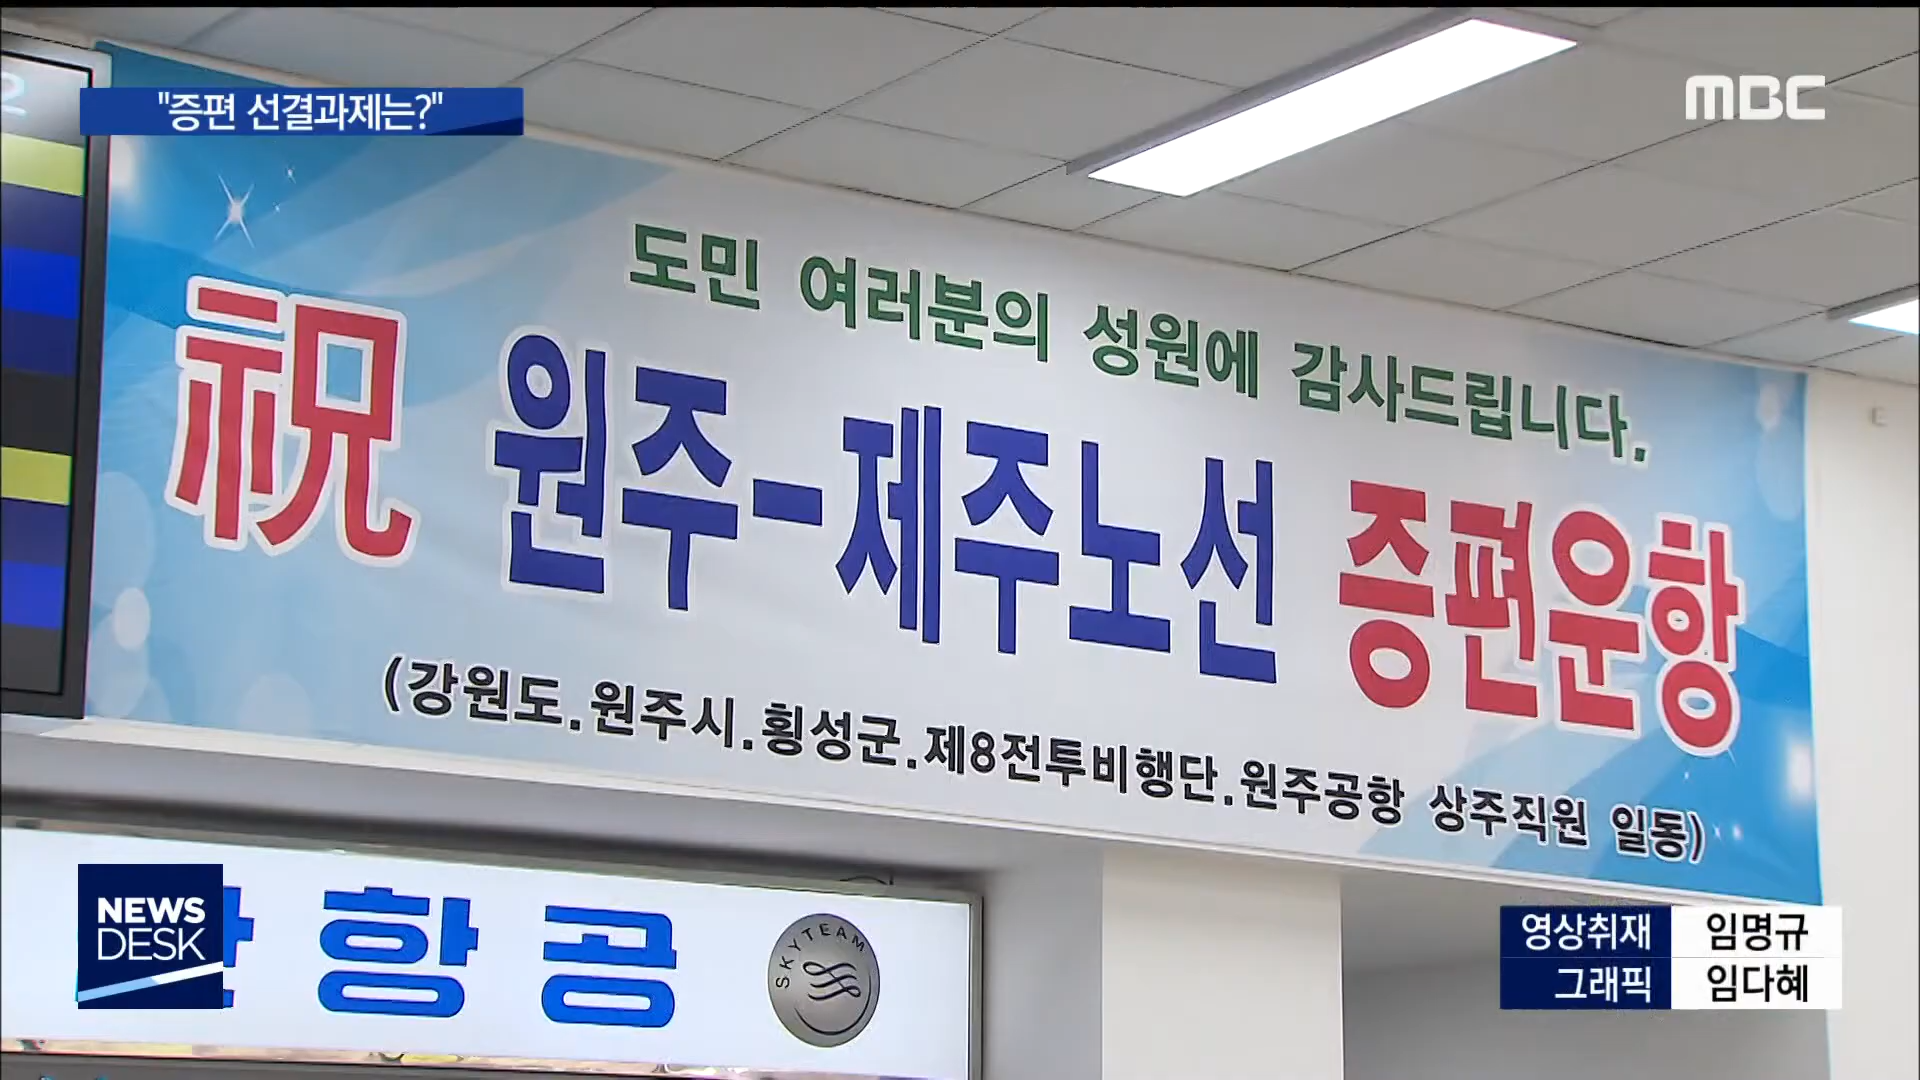 "증편 선결과제는?"
MBC
도민 여러분의 성원에 감사드립니다.
祝 원주-제주노선 증편운항
(강원도.원주시.횡성군.제8전투비행단.원주공항 상주직원 일동)
항공
SKYTEAM
NEWS
DESK
영상취재 임명규
그래픽 임다혜